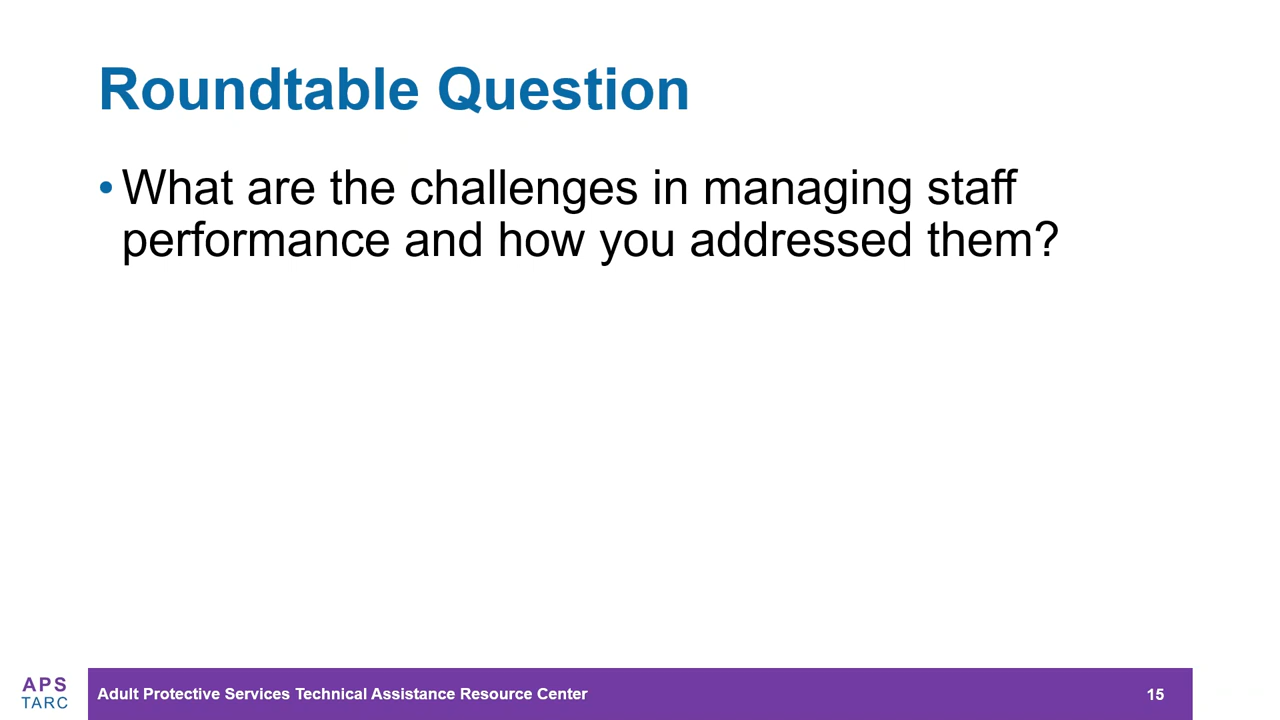 Roundtable Question
• What are the challenges in managing staff
performance and how you addressed them?
APS
TARC
Adult Protective Services Technical Assistance Resource Center
15